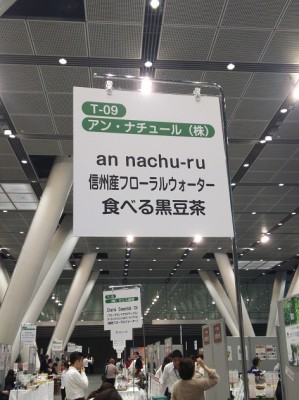 T-09
アン・ナチュール（株）
an nachu-ru
信州産フローラルウォーター
食べる黒豆茶